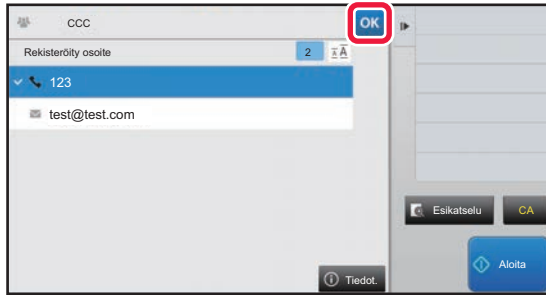 CCC
OK
Rekisteröity osoite
2
A A
123
test@test.com
Esikatselu
CA
Aloita
Tiedot.